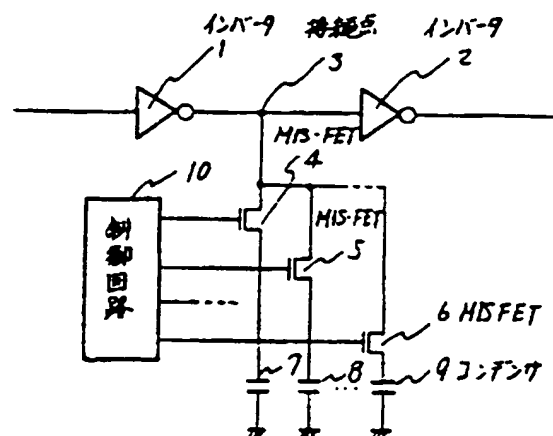 インバータ 接続点 インバータ
1 3 2
MIS-FET
10 4
MIS-FET
5
制御回路
6 MISFET
7 8 ... 9 コンデンサ